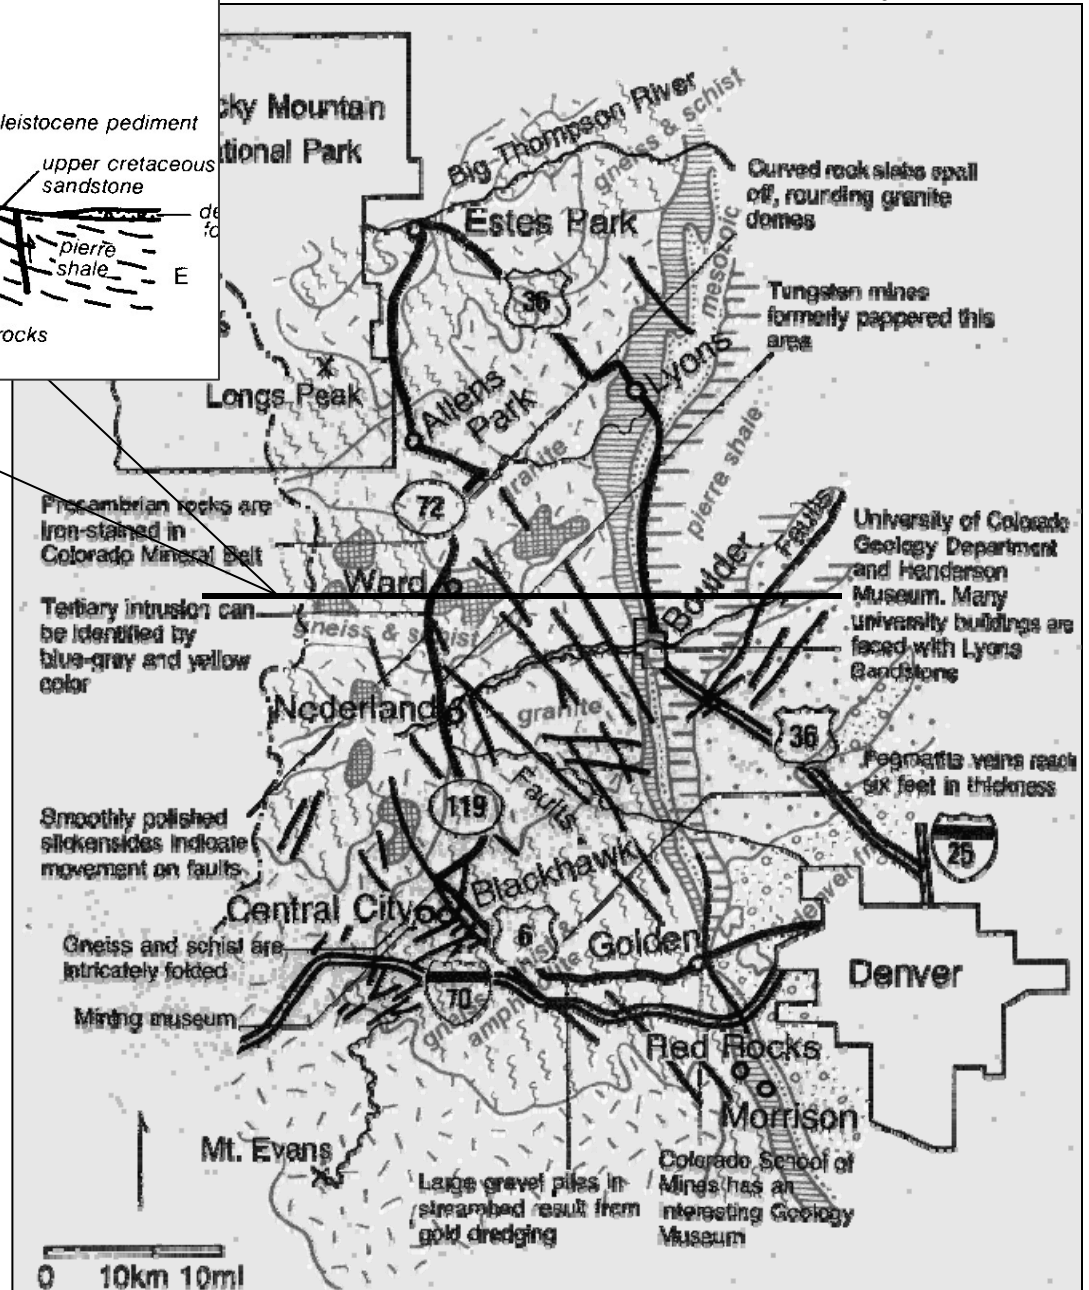 leistocene pediment
upper cretaceous
sandstone
de
fo
pierre
shale
E
rocks
cky Mountain
tional Park
Big Thompson River
gneiss & schist
Estes Park
Curved rock slabs spall
off, rounding granite
domes
36
mesozoic
Tungsten mines
formerly pappered this
area
Lyons
Longs Peak
Allens
Park
granite
pierre shale
72
Precambrian rocks are
iron-stained in
Colorado Mineral Belt
Faults
University of Colorado
Geology Department
and Henderson
Museum. Many
university buildings are
faced with Lyons
Sandstone
Ward
Boulder
Tertiary intrusion can
be identified by
blue-gray and yellow
color
gneiss & schist
Nederland
granite
36
Pegmatite veins reach
six feet in thickness
119
Faults
Smoothly polished
slickensides indicate
movement on faults
25
Blackhawk
denver fm
Central City
6
Golden
Gneiss and schist are
intricately folded
Denver
70
Mining museum
gneiss
Red Rocks
Morrison
Mt. Evans
Large gravel piles in
streambed result from
gold dredging
Colorado School of
Mines has an
interesting Geology
Museum
0 10km 10mi